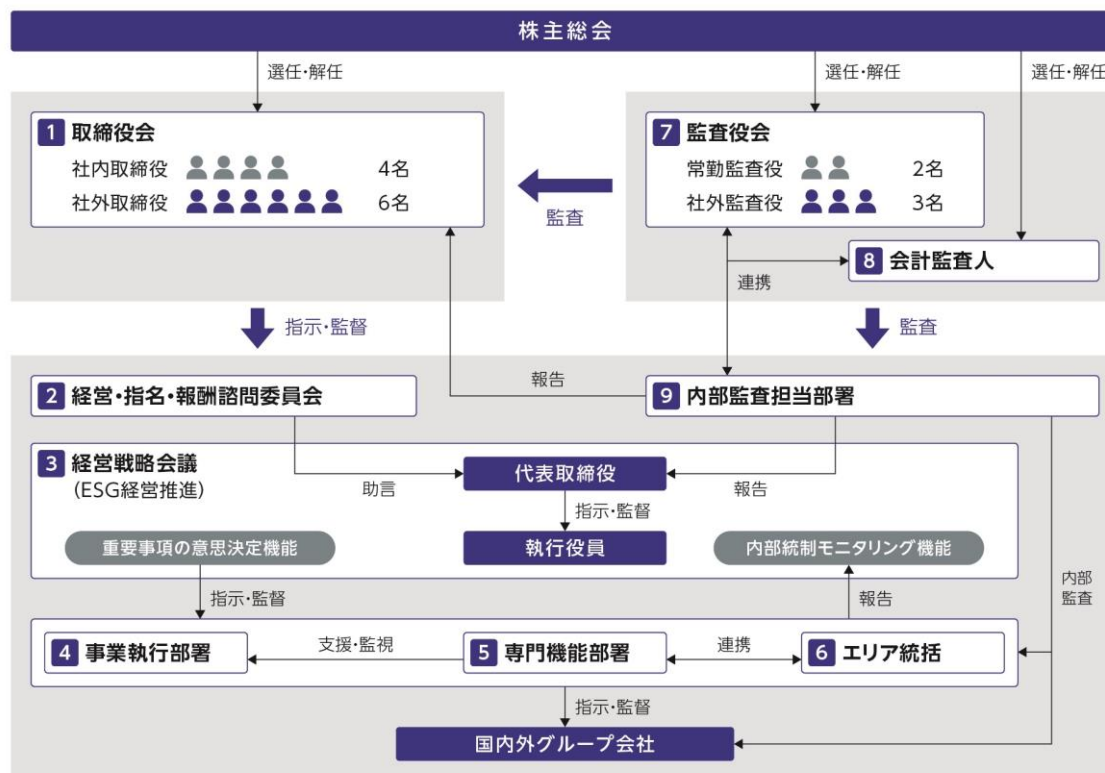 株主総会
選任・解任
選任・解任
選任・解任
1 取締役会
社内取締役 4名
社外取締役 6名
監査
7 監査役会
常勤監査役 2名
社外監査役 3名
8 会計監査人
連携
指示・監督
監査
2 経営・指名・報酬諮問委員会
報告
9 内部監査担当部署
3 経営戦略会議
(ESG経営推進)
助言
代表取締役
報告
指示・監督
重要事項の意思決定機能
執行役員
内部統制モニタリング機能
指示・監督
報告
内部
監査
4 事業執行部署
支援・監視
5 専門機能部署
連携
6 エリア統括
指示・監督
国内外グループ会社